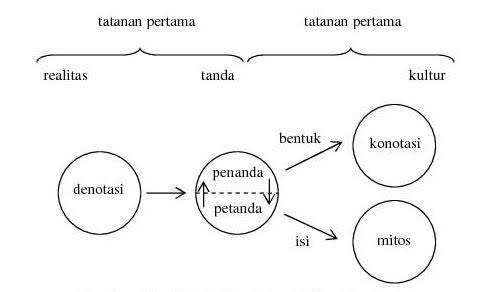 tatanan pertama tatanan pertama
realitas tanda kultur
bentuk
konotasi
denotasi
penanda
petanda
isi
mitos